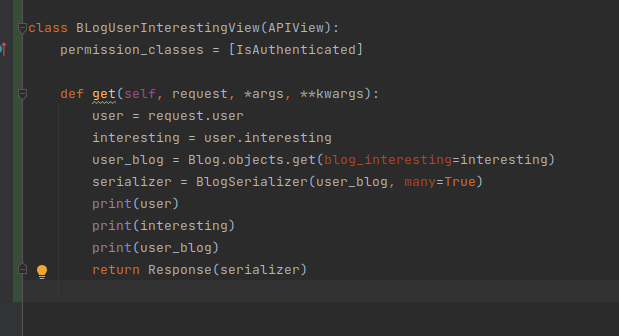 class BLogUserInterestingView(APIView):
    permission_classes = [IsAuthenticated]
    def get(self, request, *args, **kwargs):
        user = request.user
        interesting = user.interesting
        user_blog = Blog.objects.get(blog_interesting=interesting)
        serializer = BlogSerializer(user_blog, many=True)
        print(user)
        print(interesting)
        print(user_blog)
        return Response(serializer)